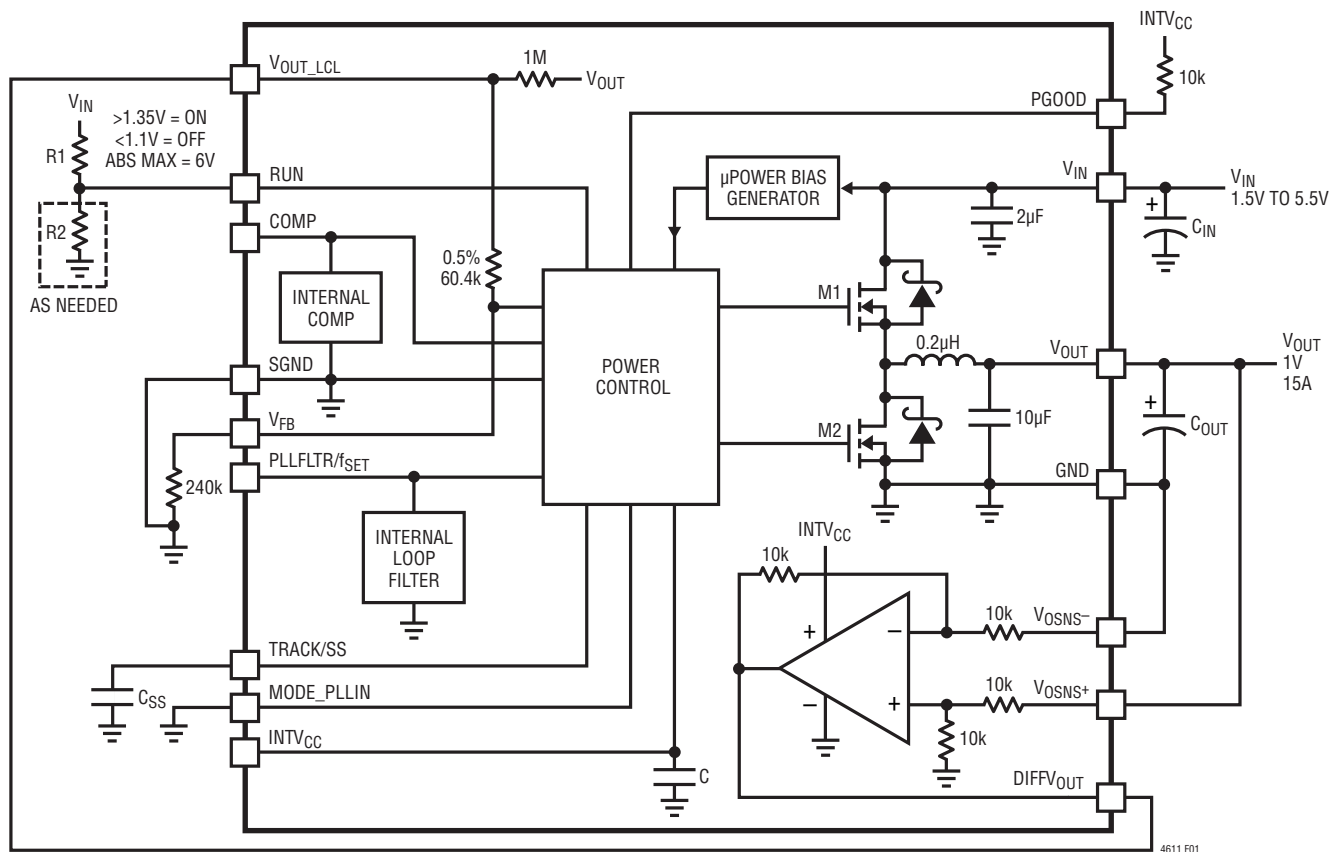 INTVCC
10k
VOUT_LCL
1M
VOUT
PGOOD
VIN
>1.35V = ON
<1.1V = OFF
ABS MAX = 6V
R1
RUN
R2
AS NEEDED
COMP
INTERNAL
COMP
0.5%
60.4k
µPOWER BIAS
GENERATOR
VIN
2µF
VIN
1.5V TO 5.5V
+
CIN
M1
0.2µH
VOUT
VOUT
1V
15A
POWER
CONTROL
SGND
VFB
240k
PLLFLTR/fSET
INTERNAL
LOOP
FILTER
M2
10µF
+
COUT
GND
INTVCC
10k
+
–
10k
VOSNS–
–
+
10k
VOSNS+
10k
TRACK/SS
CSS
MODE_PLLIN
INTVCC
C
DIFFVOUT
4611 F01